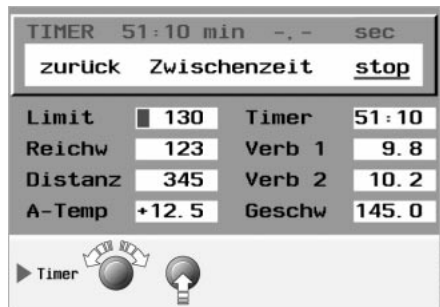 TIMER 51:10 min -.- sec
zurück Zwischenzeit stop
Limit 130 Timer 51:10
Reichw 123 Verb 1 9.8
Distanz 345 Verb 2 10.2
A-Temp +12.5 Geschw 145.0
Timer